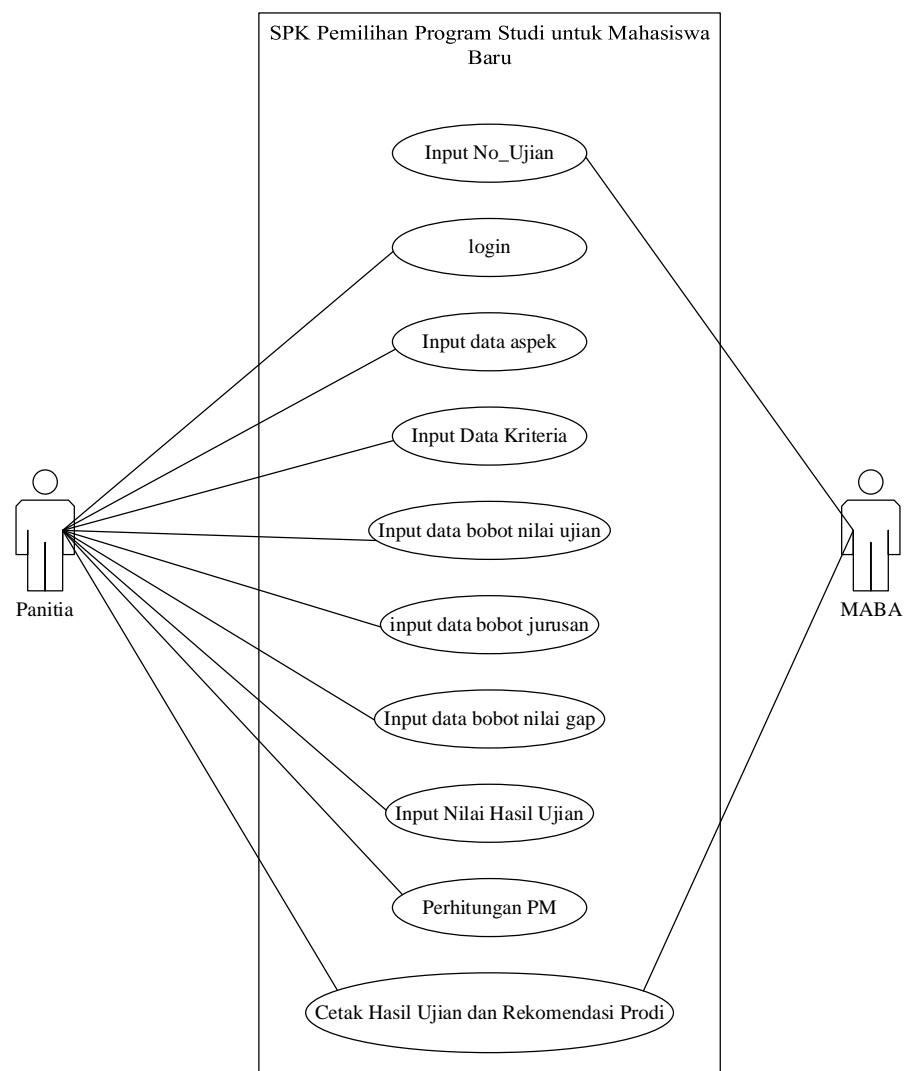 SPK Pemilihan Program Studi untuk Mahasiswa
Baru
Input No_Ujian
login
Input data aspek
Input Data Kriteria
Input data bobot nilai ujian
Panitia
MABA
input data bobot jurusan
Input data bobot nilai gap
Input Nilai Hasil Ujian
Perhitungan PM
Cetak Hasil Ujian dan Rekomendasi Prodi